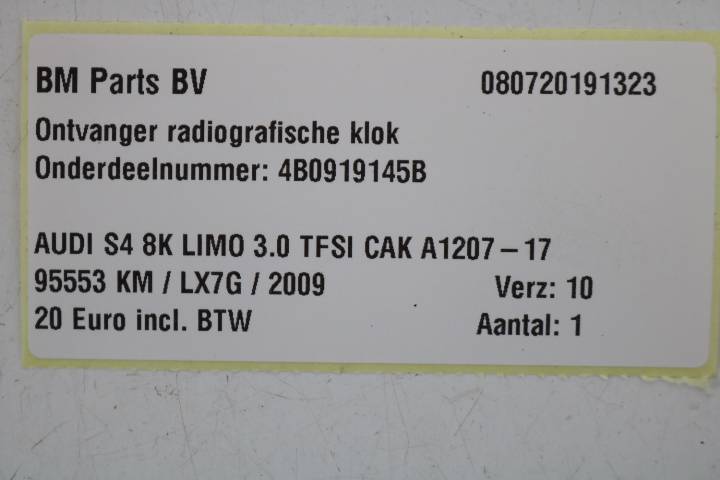 BM Parts BV 080720191323
Ontvanger radiografische klok
Onderdeelnummer: 4B0919145B
AUDI S4 8K LIMO 3.0 TFSI CAK A1207 – 17
95553 KM / LX7G / 2009 Verz: 10
20 Euro incl. BTW Aantal: 1